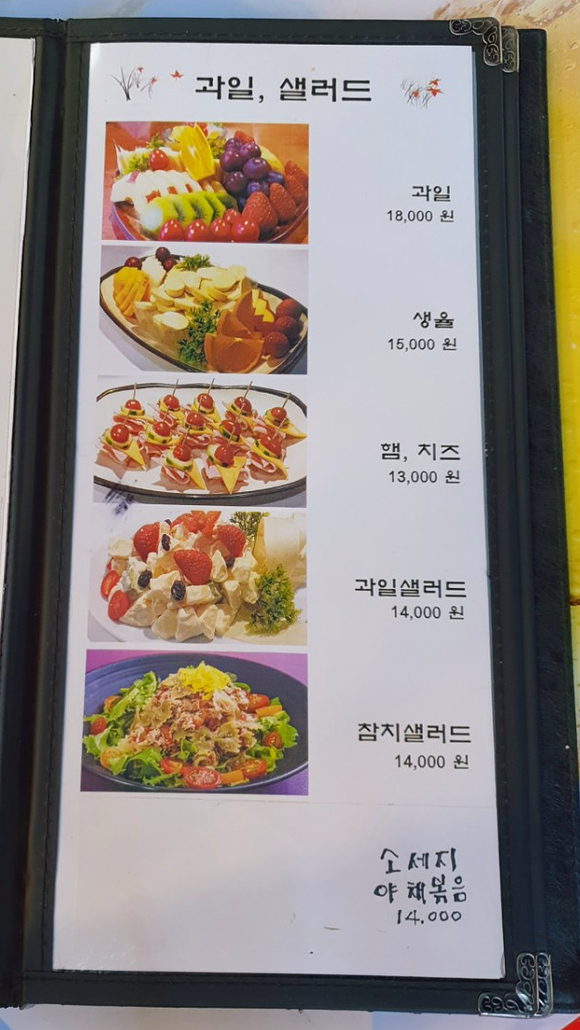 과일, 샐러드
과일
18,000 원
생율
15,000 원
햄, 치즈
13,000 원
과일샐러드
14,000 원
참치샐러드
14,000 원
소세지
야채볶음
14.000